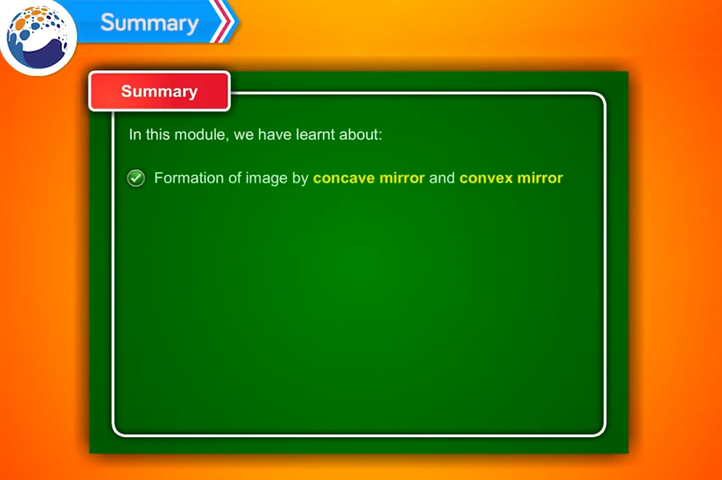 Summary
Summary
In this module, we have learnt about:
Formation of image by concave mirror and convex mirror